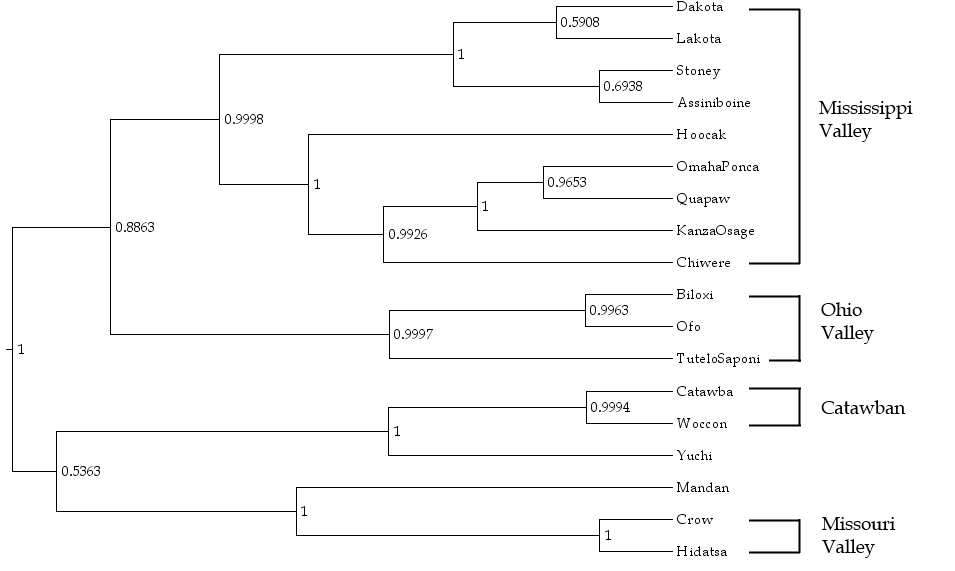 Dakota
0.5908
Lakota
1
Stoney
0.6938
Assiniboine
Mississippi
Valley
0.9998
Hoocak
OmahaPonca
0.9653
1
Quapaw
1
KanzaOsage
0.8863
0.9926
Chiwere
Biloxi
0.9963
Ohio
Valley
Ofo
0.9997
TuteloSaponi
1
Catawba
0.9994
Catawban
Woccon
1
Yuchi
0.5363
Mandan
1
Crow
1
Missouri
Valley
Hidatsa